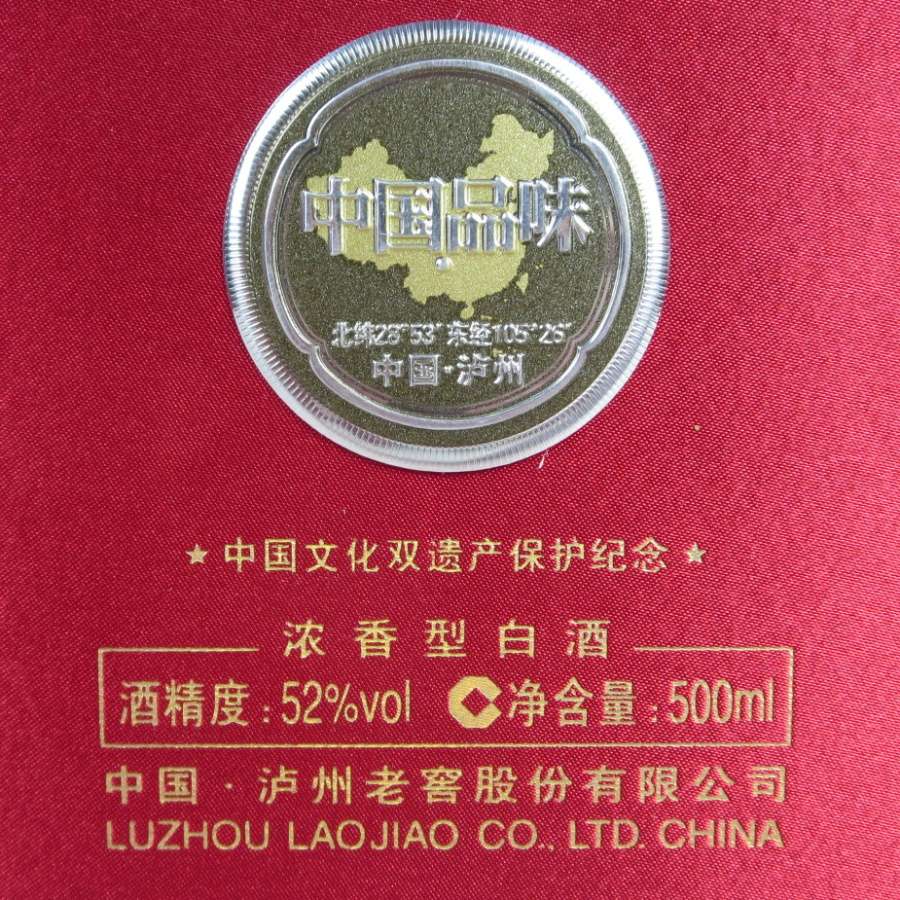 中国品味
北纬28°53′ 东经105°26′
中国·泸州
★中国文化双遗产保护纪念★
浓香型白酒
酒精度:52%vol 净含量:500ml
中国·泸州老窖股份有限公司
LUZHOU LAOJIAO CO., LTD. CHINA